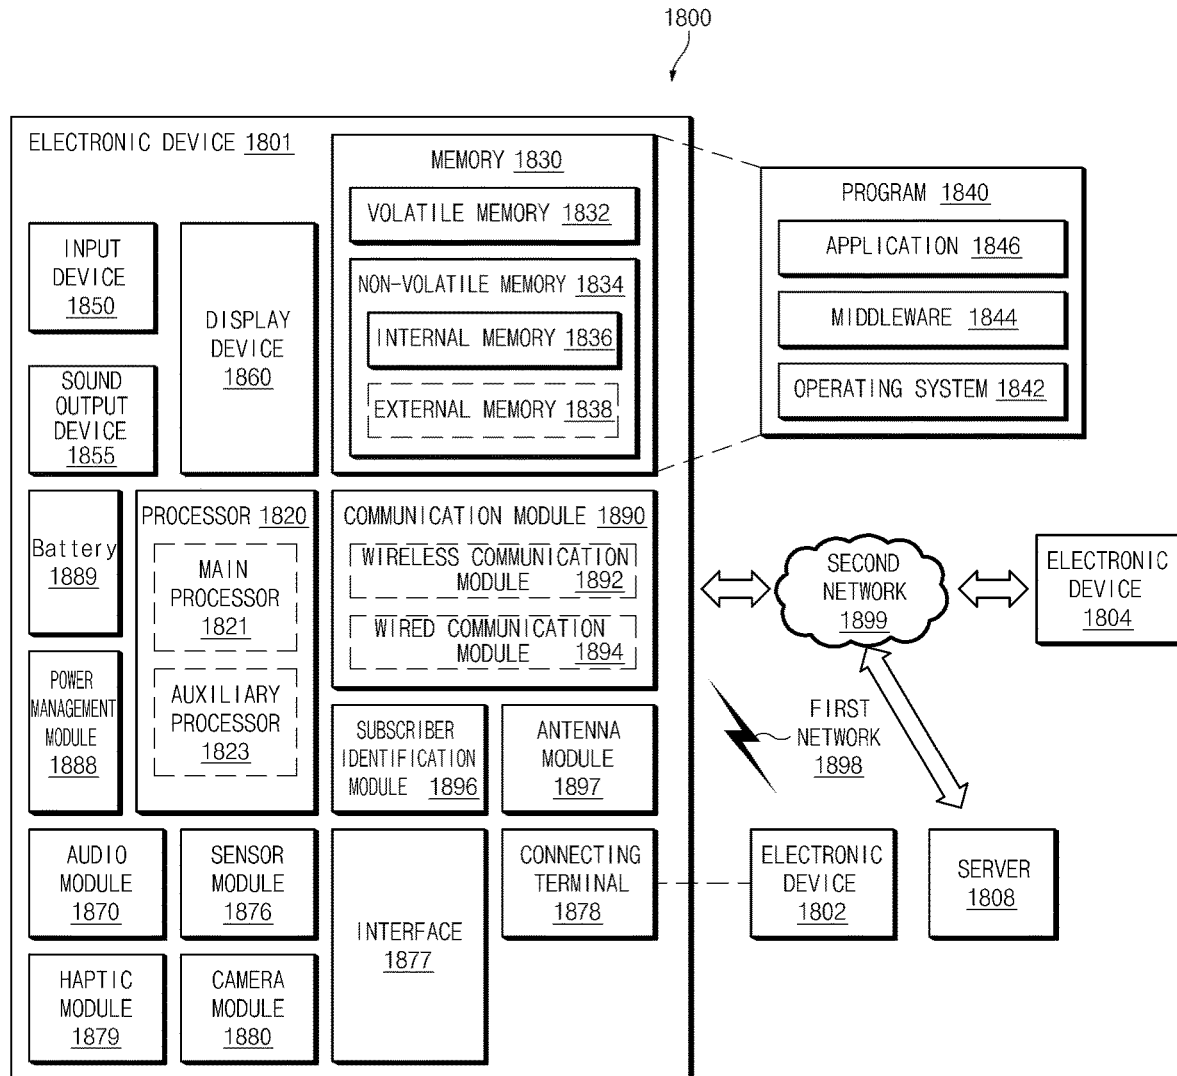 1800
ELECTRONIC DEVICE 1801
MEMORY 1830
VOLATILE MEMORY 1832
NON-VOLATILE MEMORY 1834
INTERNAL MEMORY 1836
EXTERNAL MEMORY 1838
PROGRAM 1840
APPLICATION 1846
MIDDLEWARE 1844
OPERATING SYSTEM 1842
INPUT
DEVICE
1850
DISPLAY
DEVICE
1860
SOUND
OUTPUT
DEVICE
1855
Battery
1889
PROCESSOR 1820
MAIN
PROCESSOR
1821
AUXILIARY
PROCESSOR
1823
COMMUNICATION MODULE 1890
WIRELESS COMMUNICATION
MODULE 1892
WIRED COMMUNICATION
MODULE 1894
SECOND
NETWORK
1899
ELECTRONIC
DEVICE
1804
POWER
MANAGEMENT
MODULE
1888
SUBSCRIBER
IDENTIFICATION
MODULE 1896
ANTENNA
MODULE
1897
FIRST
NETWORK
1898
AUDIO
MODULE
1870
SENSOR
MODULE
1876
INTERFACE
1877
CONNECTING
TERMINAL
1878
ELECTRONIC
DEVICE
1802
SERVER
1808
HAPTIC
MODULE
1879
CAMERA
MODULE
1880